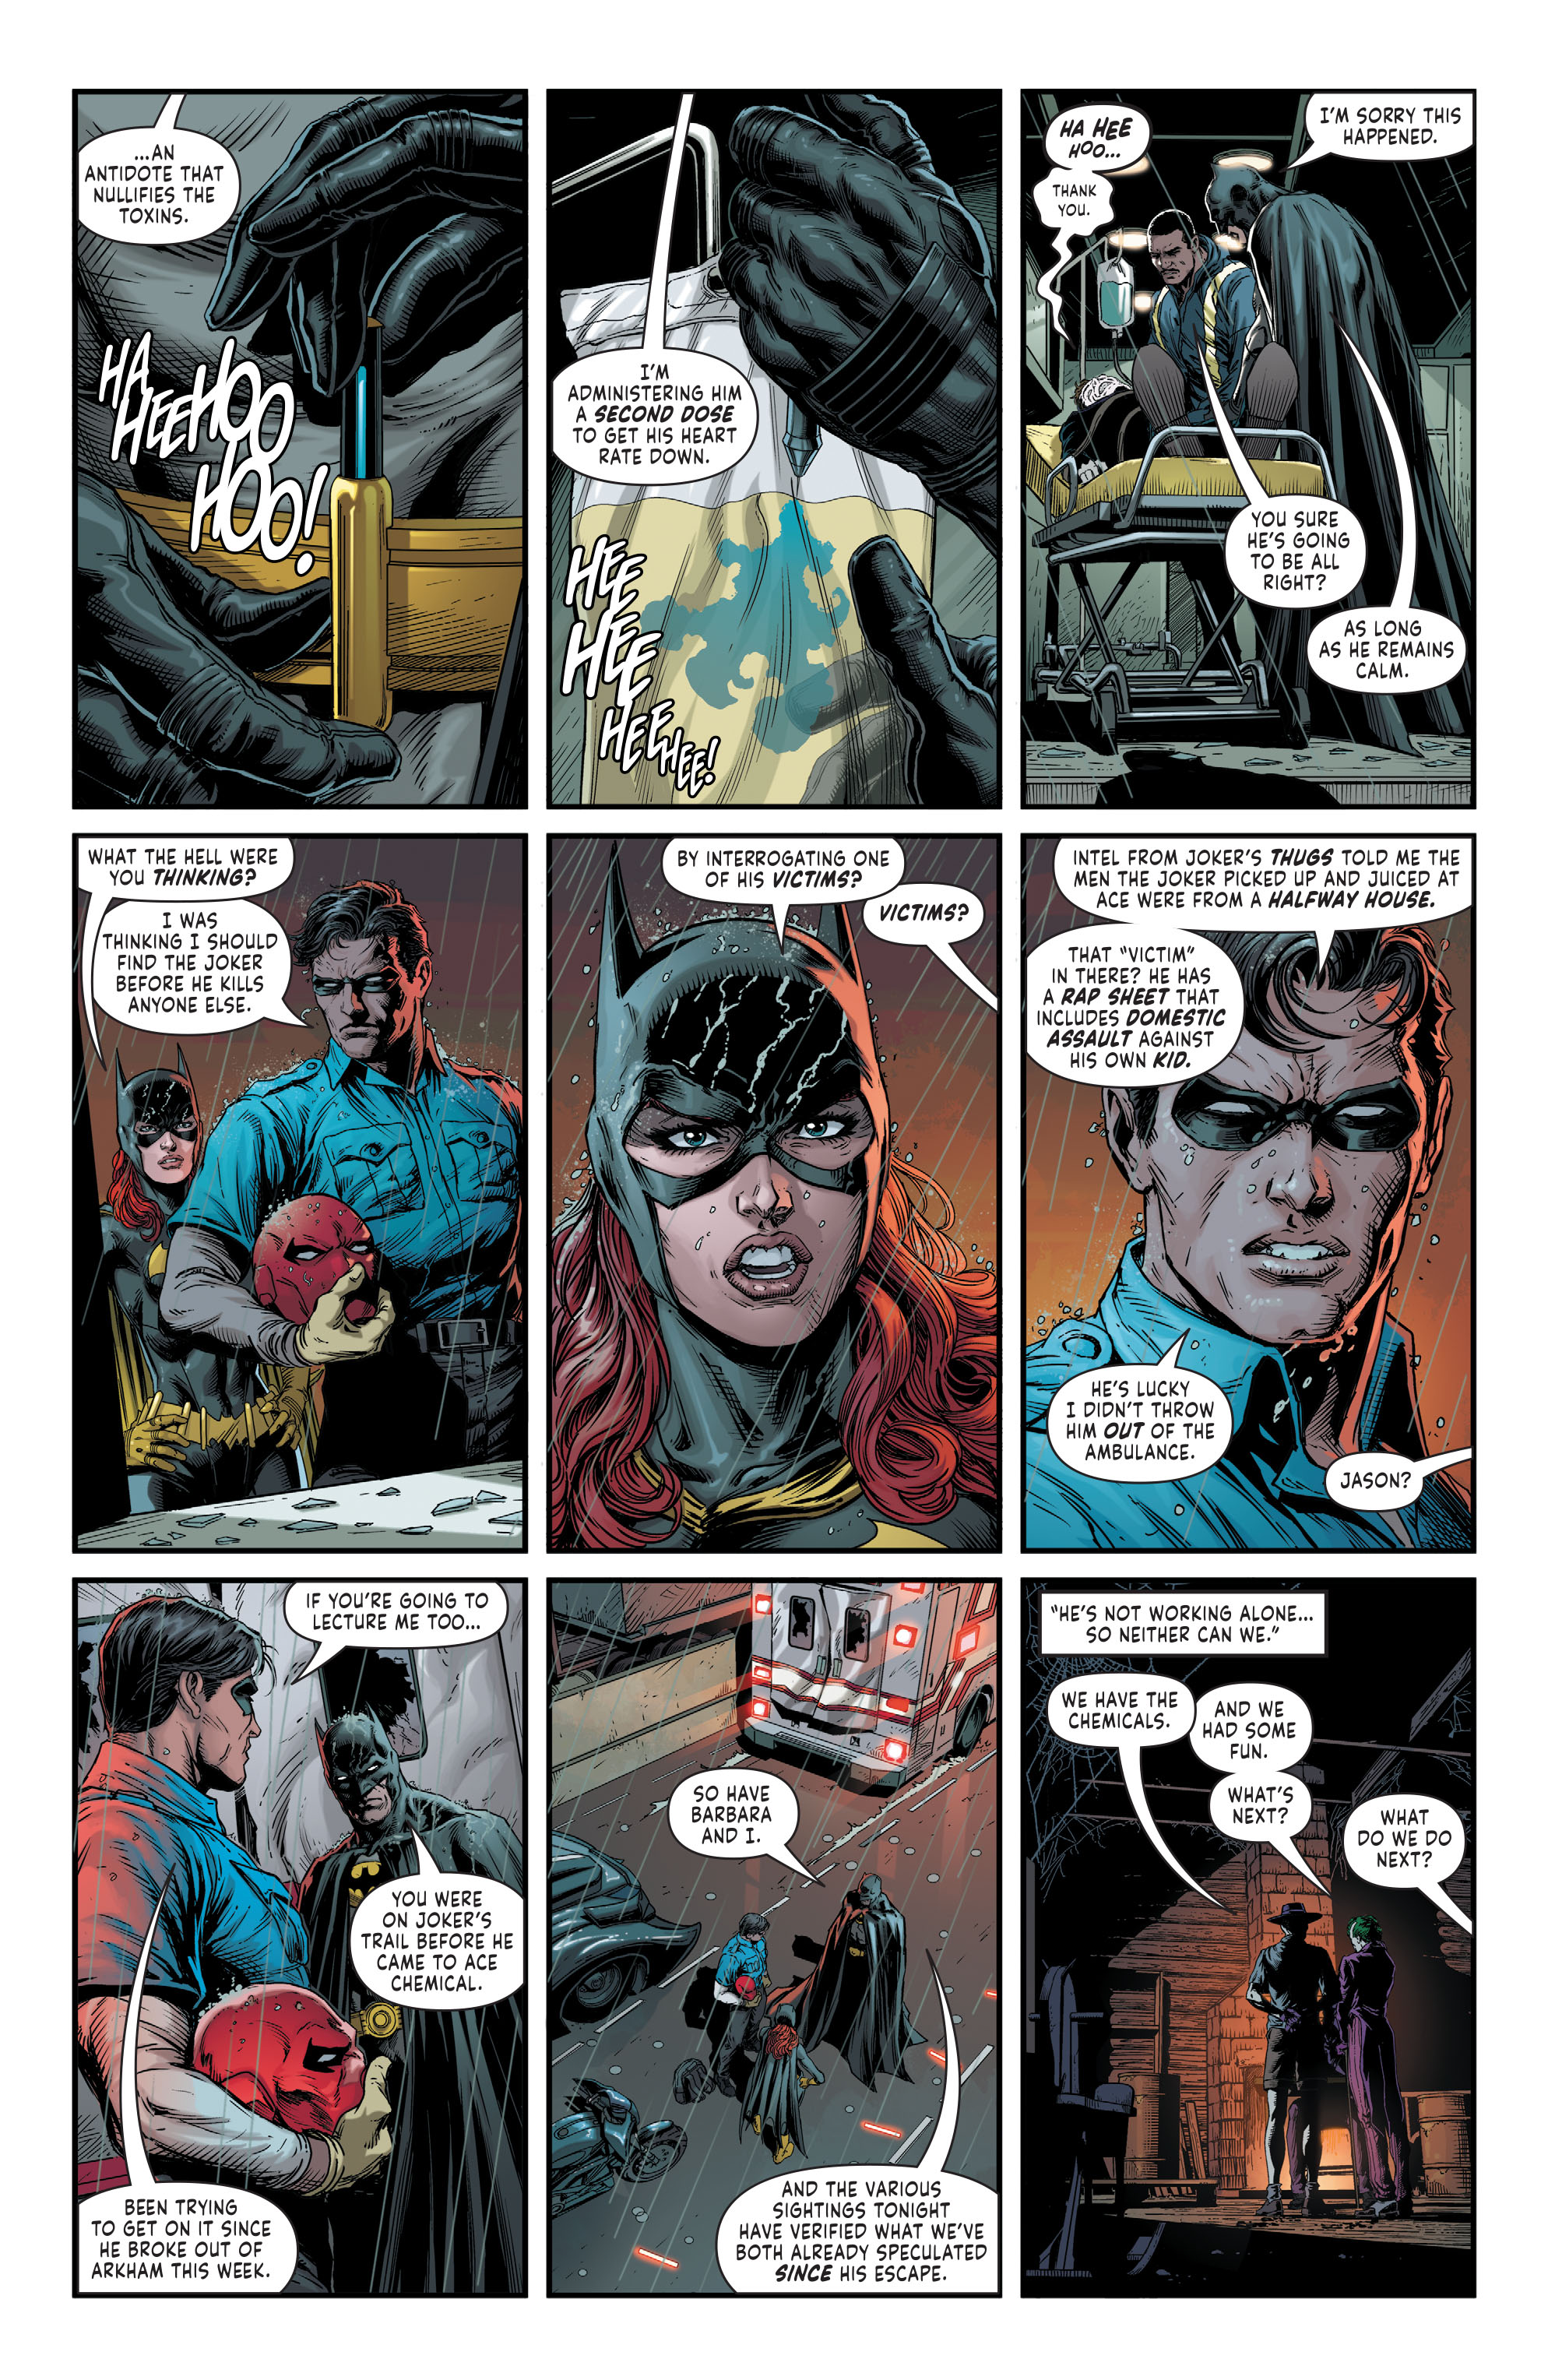 ...AN
ANTIDOTE THAT
NULLIFIES THE
TOXINS.
HA
HEEHOO
HOO
HOO!
I'M
ADMINISTERING HIM
A SECOND DOSE
TO GET HIS HEART
RATE DOWN.
HEE
HEE
HEE
HEE
HEE
HEE!
HA HEE
HOO...
THANK
YOU.
I'M SORRY THIS
HAPPENED.
YOU SURE
HE'S GOING
TO BE ALL
RIGHT?
AS LONG
AS HE REMAINS
CALM.
WHAT THE HELL WERE
YOU THINKING?
I WAS
THINKING I SHOULD
FIND THE JOKER
BEFORE HE KILLS
ANYONE ELSE.
BY INTERROGATING ONE
OF HIS VICTIMS?
VICTIMS?
INTEL FROM JOKER'S THUGS TOLD ME THE
MEN THE JOKER PICKED UP AND JUICED AT
ACE WERE FROM A HALFWAY HOUSE.
THAT "VICTIM"
IN THERE? HE HAS
A RAP SHEET THAT
INCLUDES DOMESTIC
ASSAULT AGAINST
HIS OWN KID.
HE'S LUCKY
I DIDN'T THROW
HIM OUT OF THE
AMBULANCE.
JASON?
IF YOU'RE GOING TO
LECTURE ME TOO...
YOU WERE
ON JOKER'S
TRAIL BEFORE HE
CAME TO ACE
CHEMICAL.
BEEN TRYING
TO GET ON IT SINCE
HE BROKE OUT OF
ARKHAM THIS WEEK.
SO HAVE
BARBARA
AND I.
AND THE VARIOUS
SIGHTINGS TONIGHT
HAVE VERIFIED WHAT WE'VE
BOTH ALREADY SPECULATED
SINCE HIS ESCAPE.
"HE'S NOT WORKING ALONE...
SO NEITHER CAN WE."
WE HAVE THE
CHEMICALS.
AND WE
HAD SOME
FUN.
WHAT'S
NEXT?
WHAT
DO WE DO
NEXT?